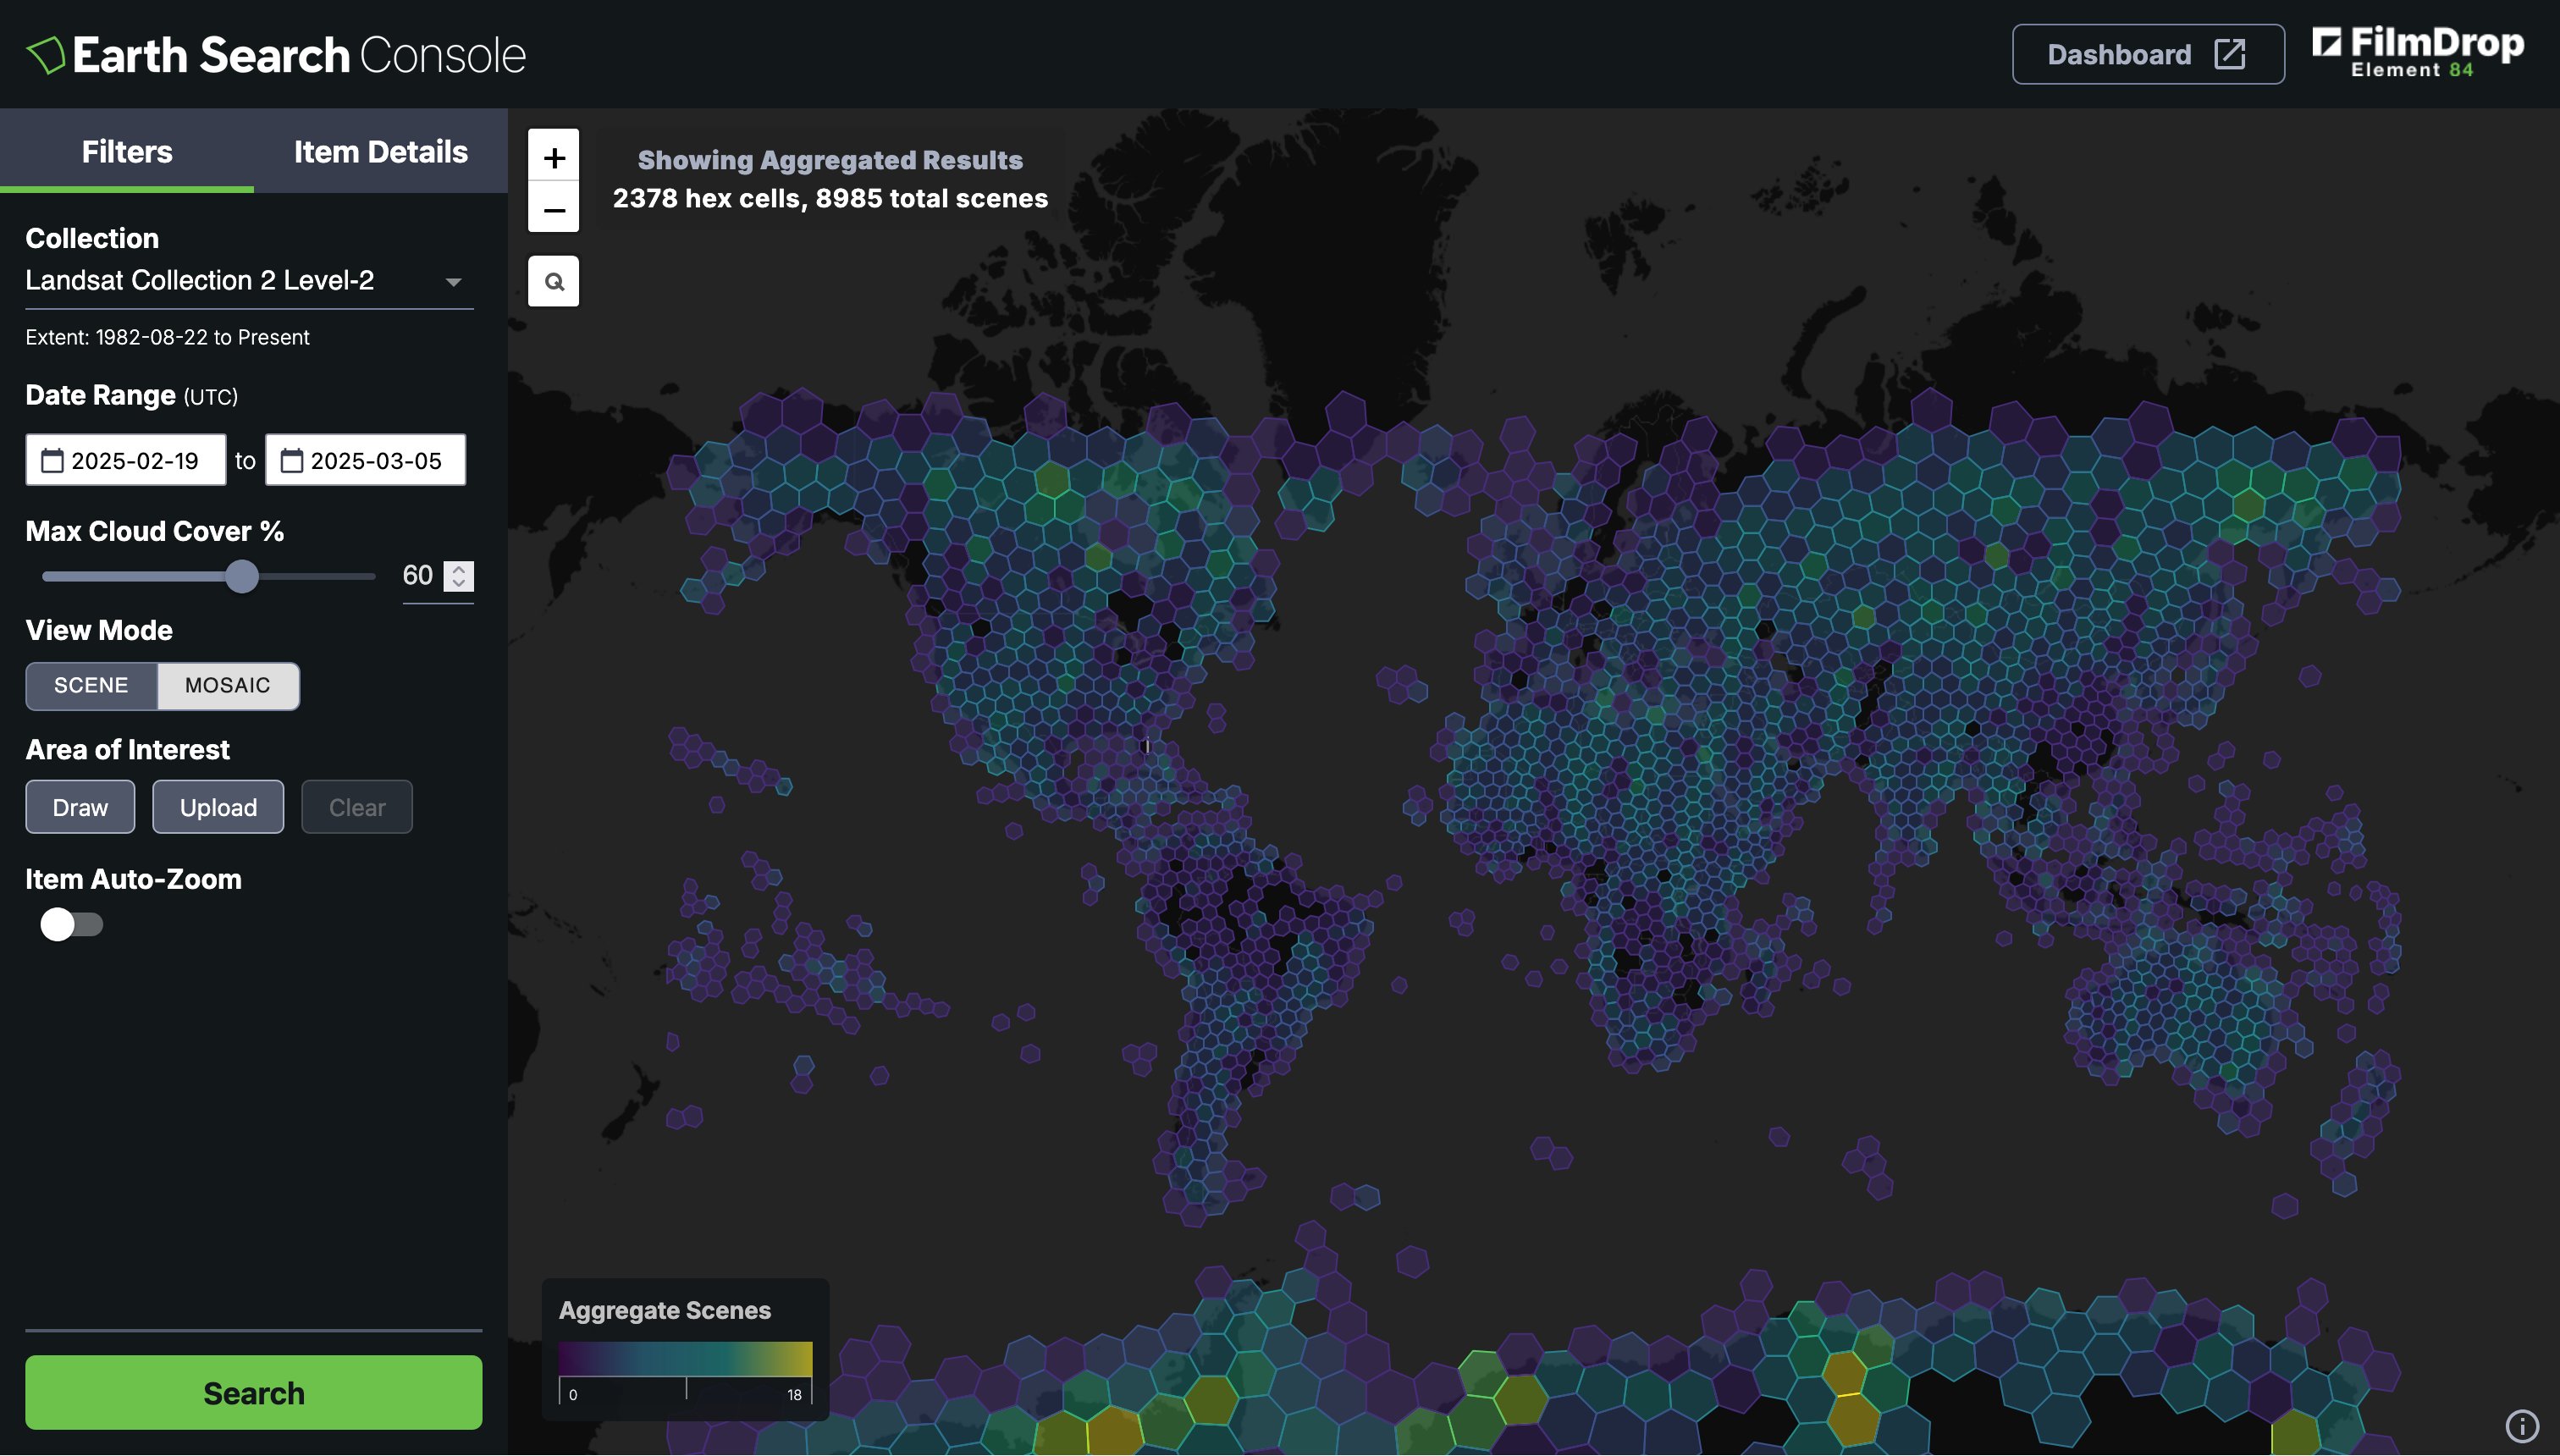 Earth Search Console
Dashboard
FilmDrop
Element 84
Filters
Item Details
Collection
Landsat Collection 2 Level-2
Extent: 1982-08-22 to Present
Date Range (UTC)
2025-02-19 to 2025-03-05
Max Cloud Cover %
60
View Mode
SCENE MOSAIC
Area of Interest
Draw Upload Clear
Item Auto-Zoom
Search
+
−
Showing Aggregated Results
2378 hex cells, 8985 total scenes
Aggregate Scenes
0 18